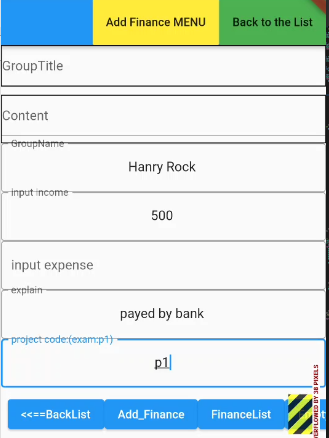 Add Finance MENU
Back to the List
GroupTitle
Content
GroupName
Hanry Rock
input income
500
input expense
explain
payed by bank
project code:(exam:p1)
p1
<<==BackList
Add_Finance
FinanceList
OVERFLOWED BY 38 PIXELS